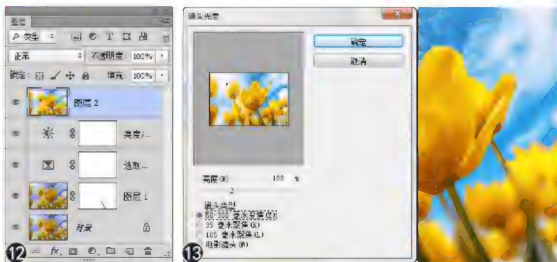 图层
类型
正常 不透明度: 100%
锁定: 填充: 100%
图层 2
亮度/...
选取...
图层 1
背景
fx.
12
镜头光晕
确定
取消
亮度(B) 100 %
镜头类型
50-300 毫米变焦(Z)
35 毫米聚焦(K)
105 毫米聚焦(L)
电影镜头(M)
13